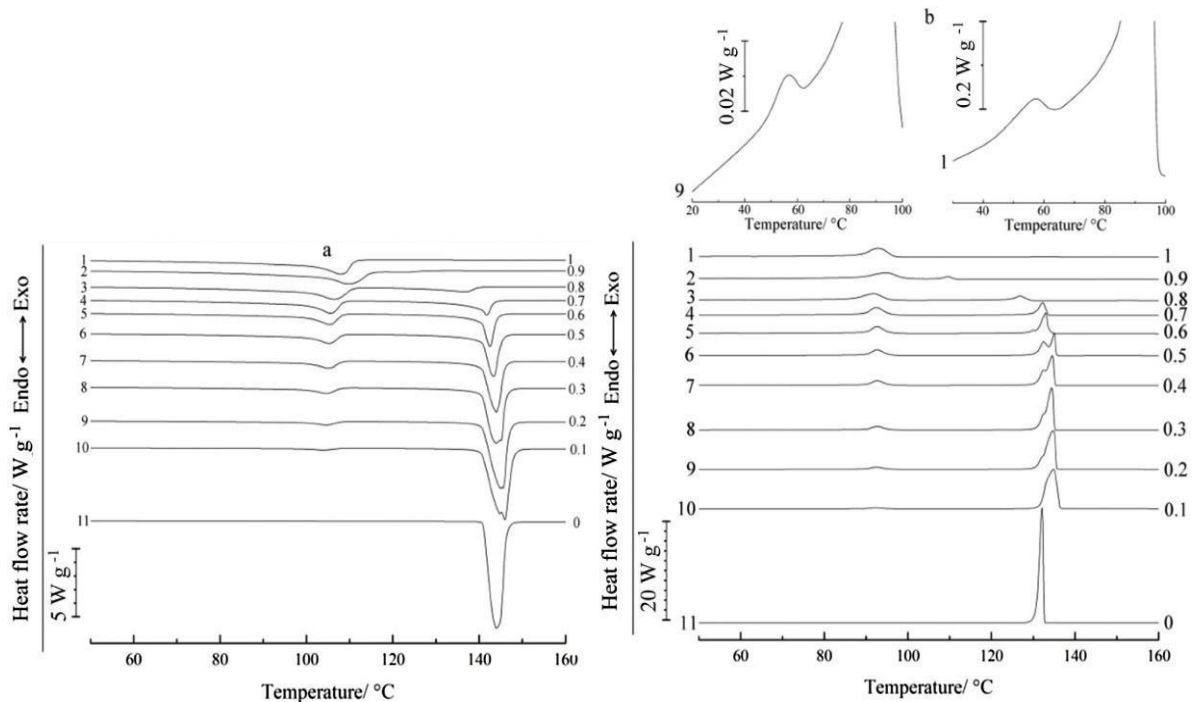 b
0.02 W g⁻¹
0.2 W g⁻¹
9
1
20 40 60 80 100
Temperature/ °C
40 60 80 100
Temperature/ °C
a
Heat flow rate/ W g⁻¹ Endo ⟷ Exo
1 1
2 0.9
3 0.8
4 0.7
5 0.6
6 0.5
7 0.4
8 0.3
9 0.2
10 0.1
11 0
5 W g⁻¹
60 80 100 120 140 160
Temperature/ °C
Heat flow rate/ W g⁻¹ Endo ⟷ Exo
1 1
2 0.9
3 0.8
4 0.7
5 0.6
6 0.5
7 0.4
8 0.3
9 0.2
10 0.1
11 0
20 W g⁻¹
60 80 100 120 140 160
Temperature/ °C